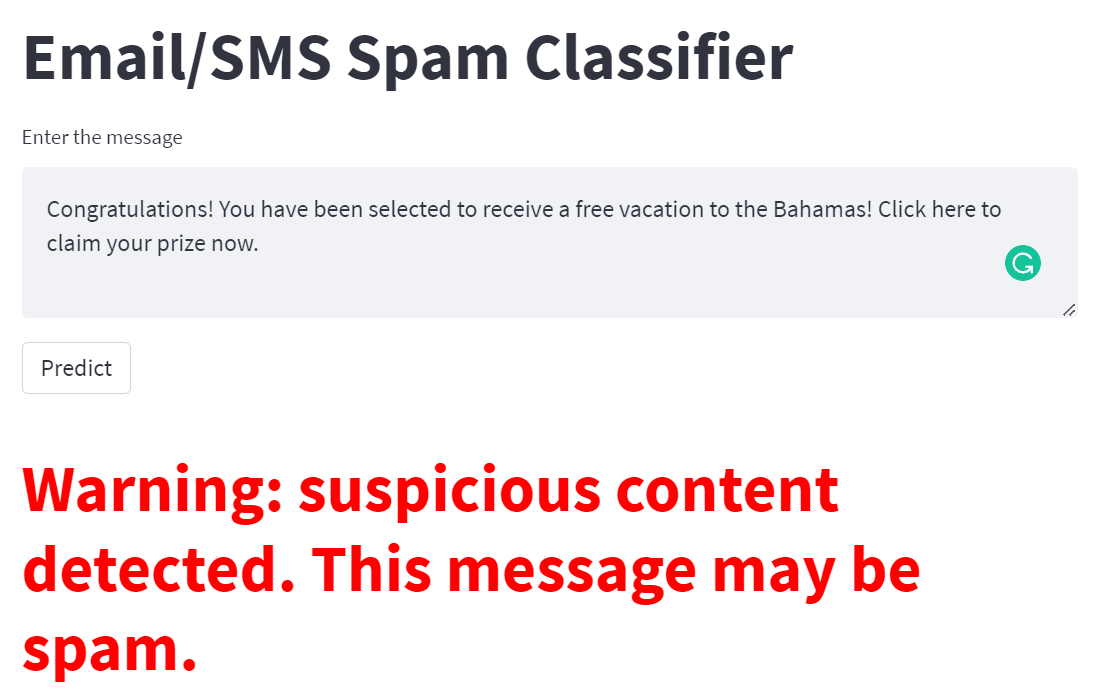 Email/SMS Spam Classifier
Enter the message
Congratulations! You have been selected to receive a free vacation to the Bahamas! Click here to
claim your prize now.
Predict
Warning: suspicious content
detected. This message may be
spam.